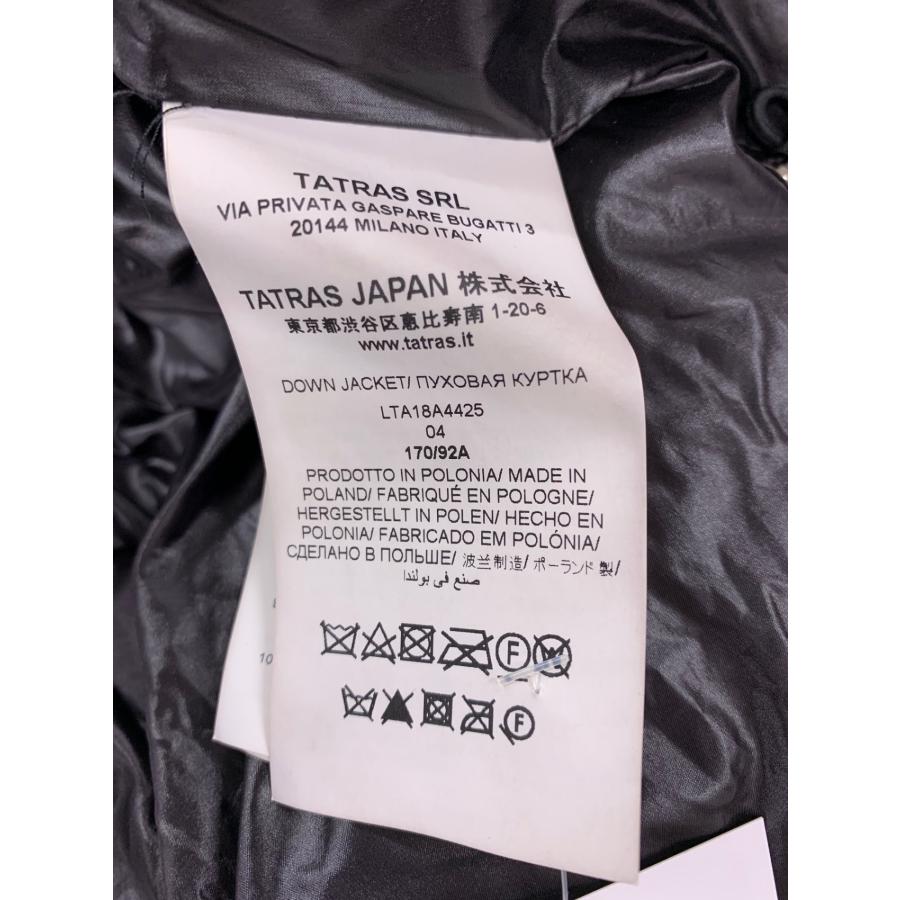 TATRAS SRL
VIA PRIVATA GASPARE BUGATTI 3
20144 MILANO ITALY
TATRAS JAPAN 株式会社
東京都渋谷区恵比寿南 1-20-6
www.tatras.it
DOWN JACKET/ ПУХОВАЯ КУРТКА
LTA18A4425
04
170/92A
PRODOTTO IN POLONIA/ MADE IN
POLAND/ FABRIQUÉ EN POLOGNE/
HERGESTELLT IN POLEN/ HECHO EN
POLONIA/ FABRICADO EM POLÓNIA/
СДЕЛАНО В ПОЛЬШЕ/ 波兰制造/ ポーランド 製/
صنع في بولندا
F W
F
10